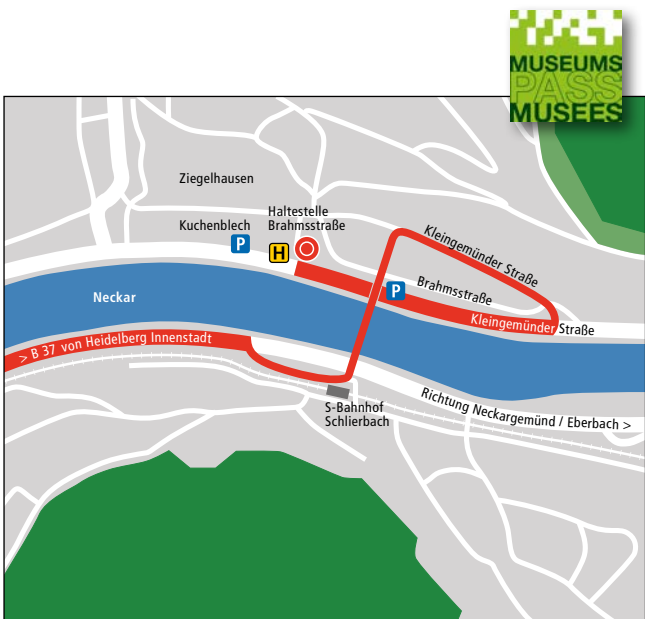 MUSEUMS
PASS
MUSEES
Ziegelhausen
Kuchenblech
P
H
Haltestelle
Brahmsstraße
Kleingemünder Straße
P
Brahmsstraße
Kleingemünder Straße
Neckar
> B 37 von Heidelberg Innenstadt
S-Bahnhof
Schlierbach
Richtung Neckargemünd / Eberbach >